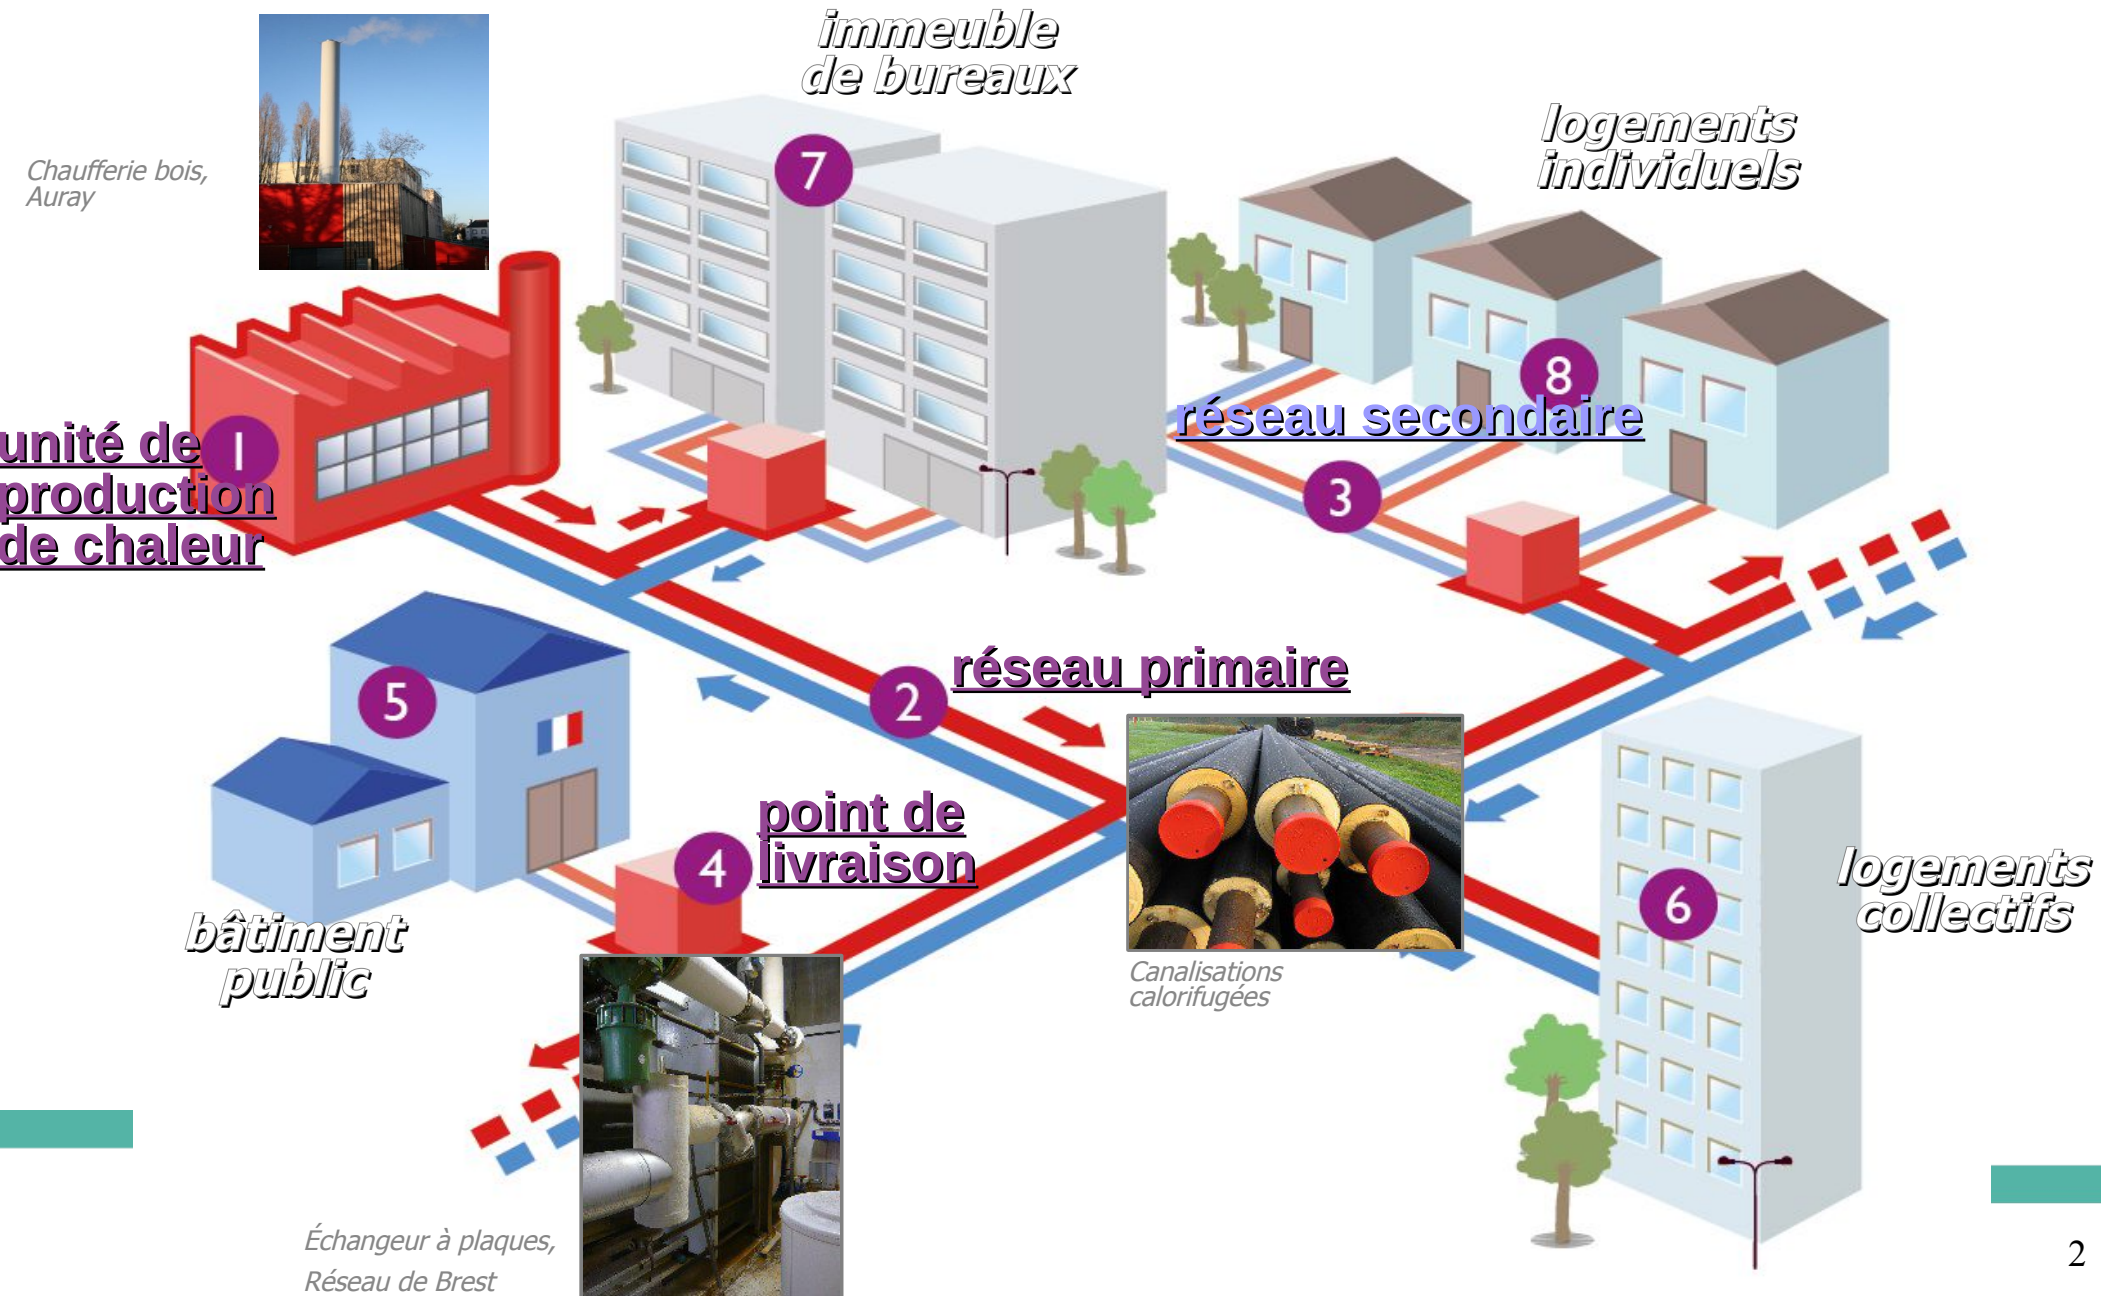 immeuble
de bureaux
logements
individuels
Chaufferie bois,
Auray
7
8
réseau secondaire
1
unité de
production
de chaleur
3
réseau primaire
2
5
point de
livraison
4
6
logements
collectifs
bâtiment
public
Canalisations
calorifugées
Échangeur à plaques,
Réseau de Brest
2